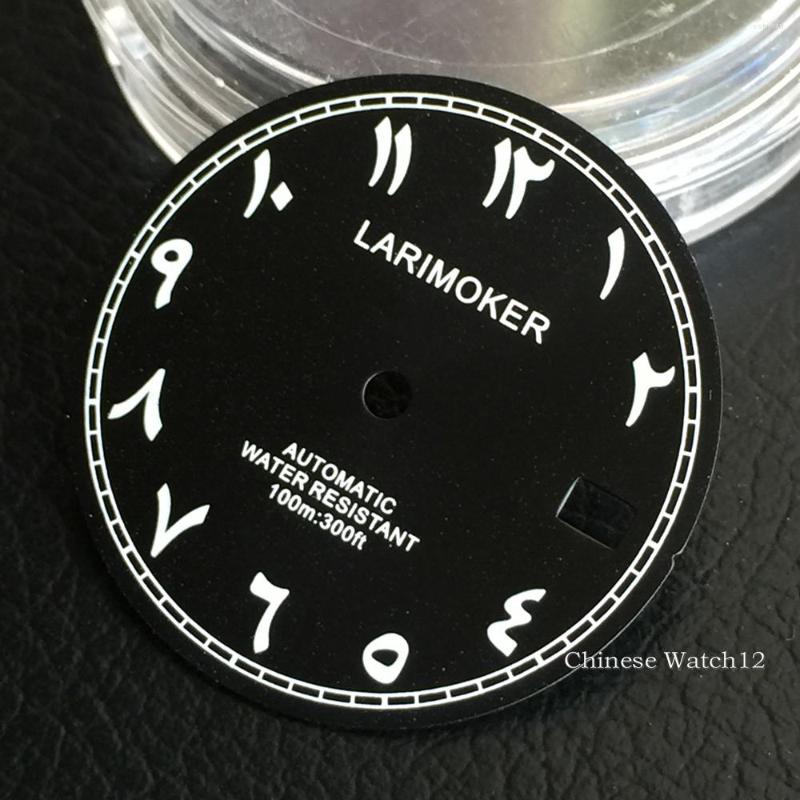 ١٢
١
٢
٤
٥
٦
٧
٨
٩
١٠
١١
LARIMOKER
AUTOMATIC
WATER RESISTANT
100m:300ft
Chinese Watch12